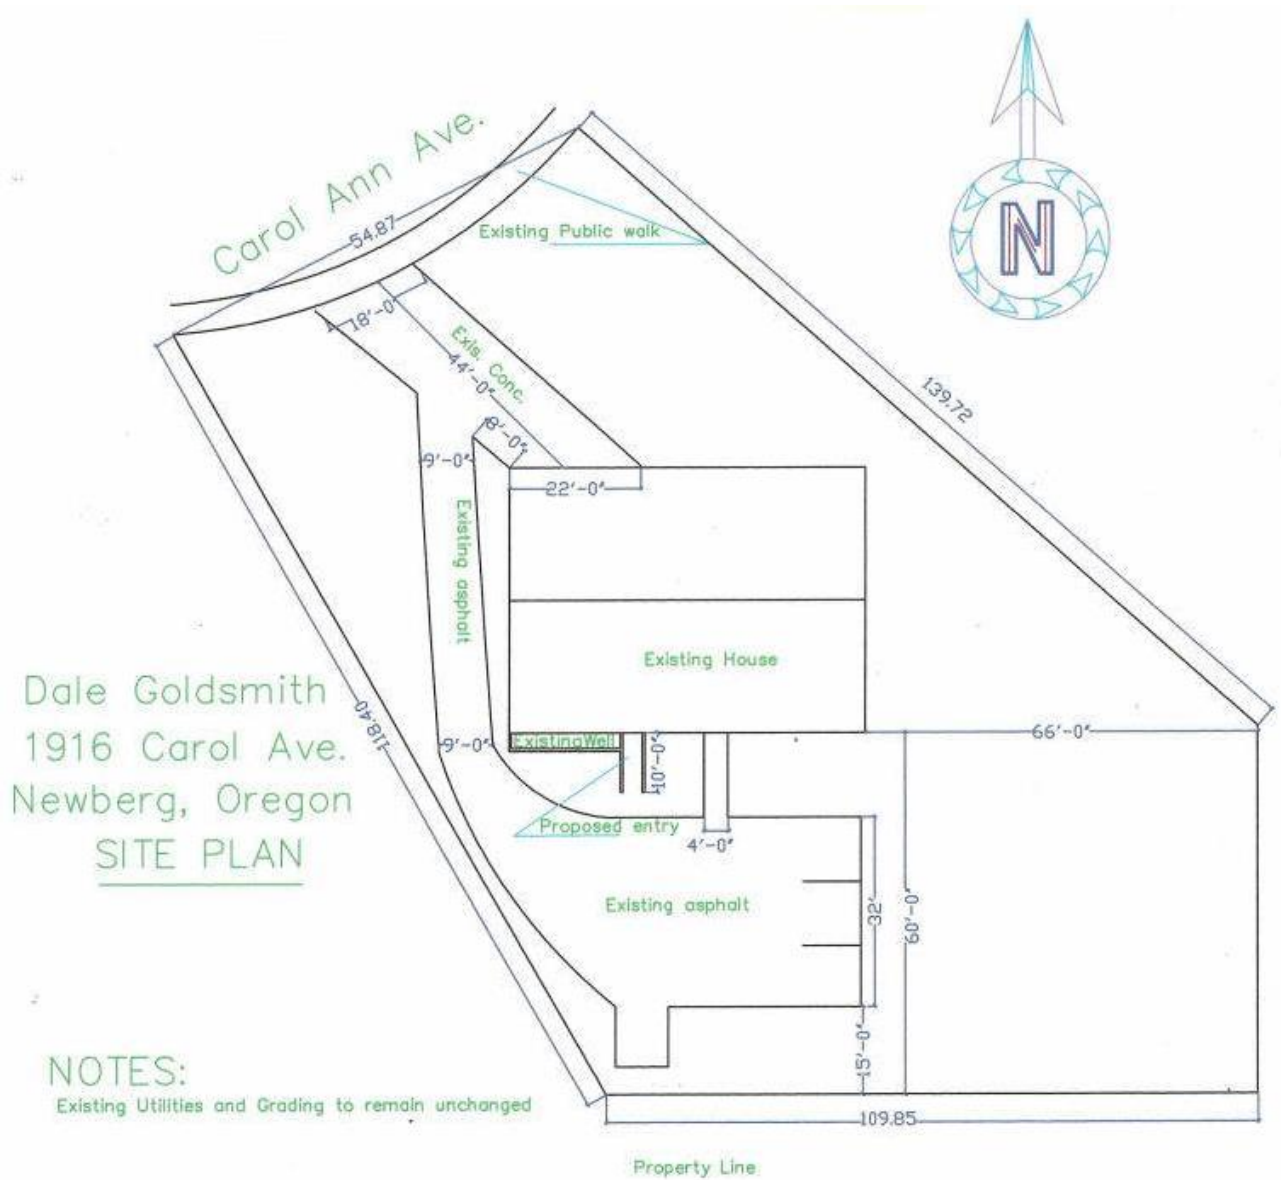 Carol Ann Ave.
54.87
Existing Public walk
N
18'-0"
Exis. Conc.
44'-0"
139.72
8'-0"
9'-0"
22'-0"
Existing asphalt
Existing House
Dale Goldsmith
1916 Carol Ave.
Newberg, Oregon
SITE PLAN
118.40
9'-0"
Existing Well
10'-0"
66'-0"
Proposed entry
4'-0"
Existing asphalt
32'
60'-0"
15'-0"
NOTES:
Existing Utilities and Grading to remain unchanged
109.85
Property Line